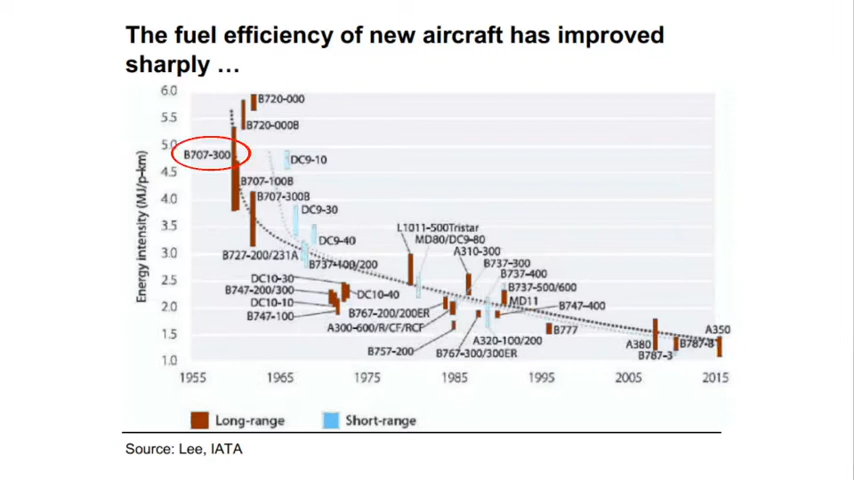 The fuel efficiency of new aircraft has improved
sharply …
Energy intensity (MJ/p-km)
6.0
5.5
5.0
4.5
4.0
3.5
3.0
2.5
2.0
1.5
1.0
B720-000
B720-000B
B707-300
DC9-10
B707-100B
B707-300B
DC9-30
L1011-500Tristar
DC9-40
MD80/DC9-80
A310-300
B727-200/231A
B737-100/200
B737-300
B737-400
DC10-30
B737-500/600
B747-200/300
DC10-40
MD11
DC10-10
B747-400
B747-100
B767-200/200ER
A300-600/R/CF/RCF
B777
A350
A320-100/200
A380
B787-8
B757-200
B767-300/300ER
B787-3
1955
1965
1975
1985
1995
2005
2015
Long-range
Short-range
Source: Lee, IATA